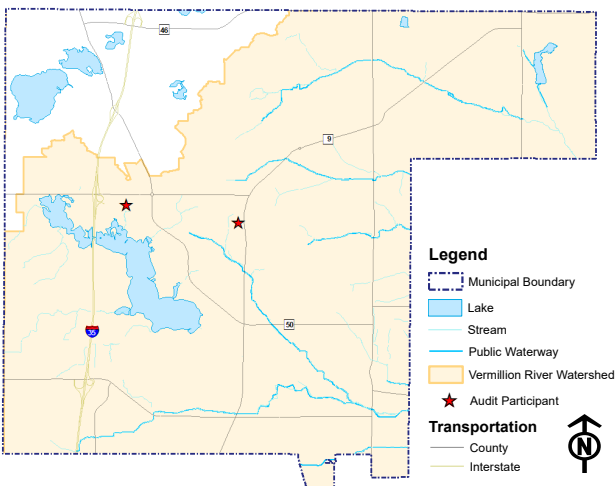 46
9
50
35
Legend
Municipal Boundary
Lake
Stream
Public Waterway
Vermillion River Watershed
Audit Participant
Transportation
County
Interstate
N